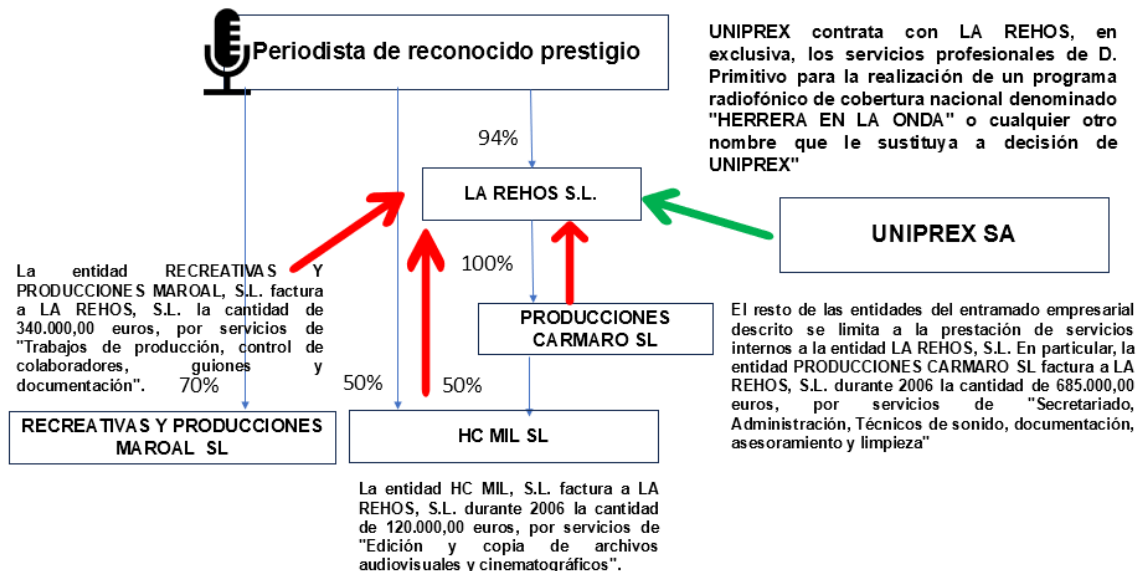 Periodista de reconocido prestigio
UNIPREX contrata con LA REHOS, en
exclusiva, los servicios profesionales de D.
Primitivo para la realización de un programa
radiofónico de cobertura nacional denominado
"HERRERA EN LA ONDA" o cualquier otro
nombre que le sustituya a decisión de
UNIPREX"
94%
LA REHOS S.L.
UNIPREX SA
100%
La entidad RECREATIVAS Y
PRODUCCIONES MAROAL, S.L. factura
a LA REHOS, S.L. la cantidad de
340.000,00 euros, por servicios de
"Trabajos de producción, control de
colaboradores, guiones y
documentación".
PRODUCCIONES
CARMARO SL
El resto de las entidades del entramado empresarial
descrito se limita a la prestación de servicios
internos a la entidad LA REHOS, S.L. En particular, la
entidad PRODUCCIONES CARMARO SL factura a LA
REHOS, S.L. durante 2006 la cantidad de 685.000,00
euros, por servicios de "Secretariado,
Administración, Técnicos de sonido, documentación,
asesoramiento y limpieza"
70%
50%
50%
RECREATIVAS Y PRODUCCIONES
MAROAL SL
HC MIL SL
La entidad HC MIL, S.L. factura a LA
REHOS, S.L. durante 2006 la cantidad
de 120.000,00 euros, por servicios de
"Edición y copia de archivos
audiovisuales y cinematográficos".